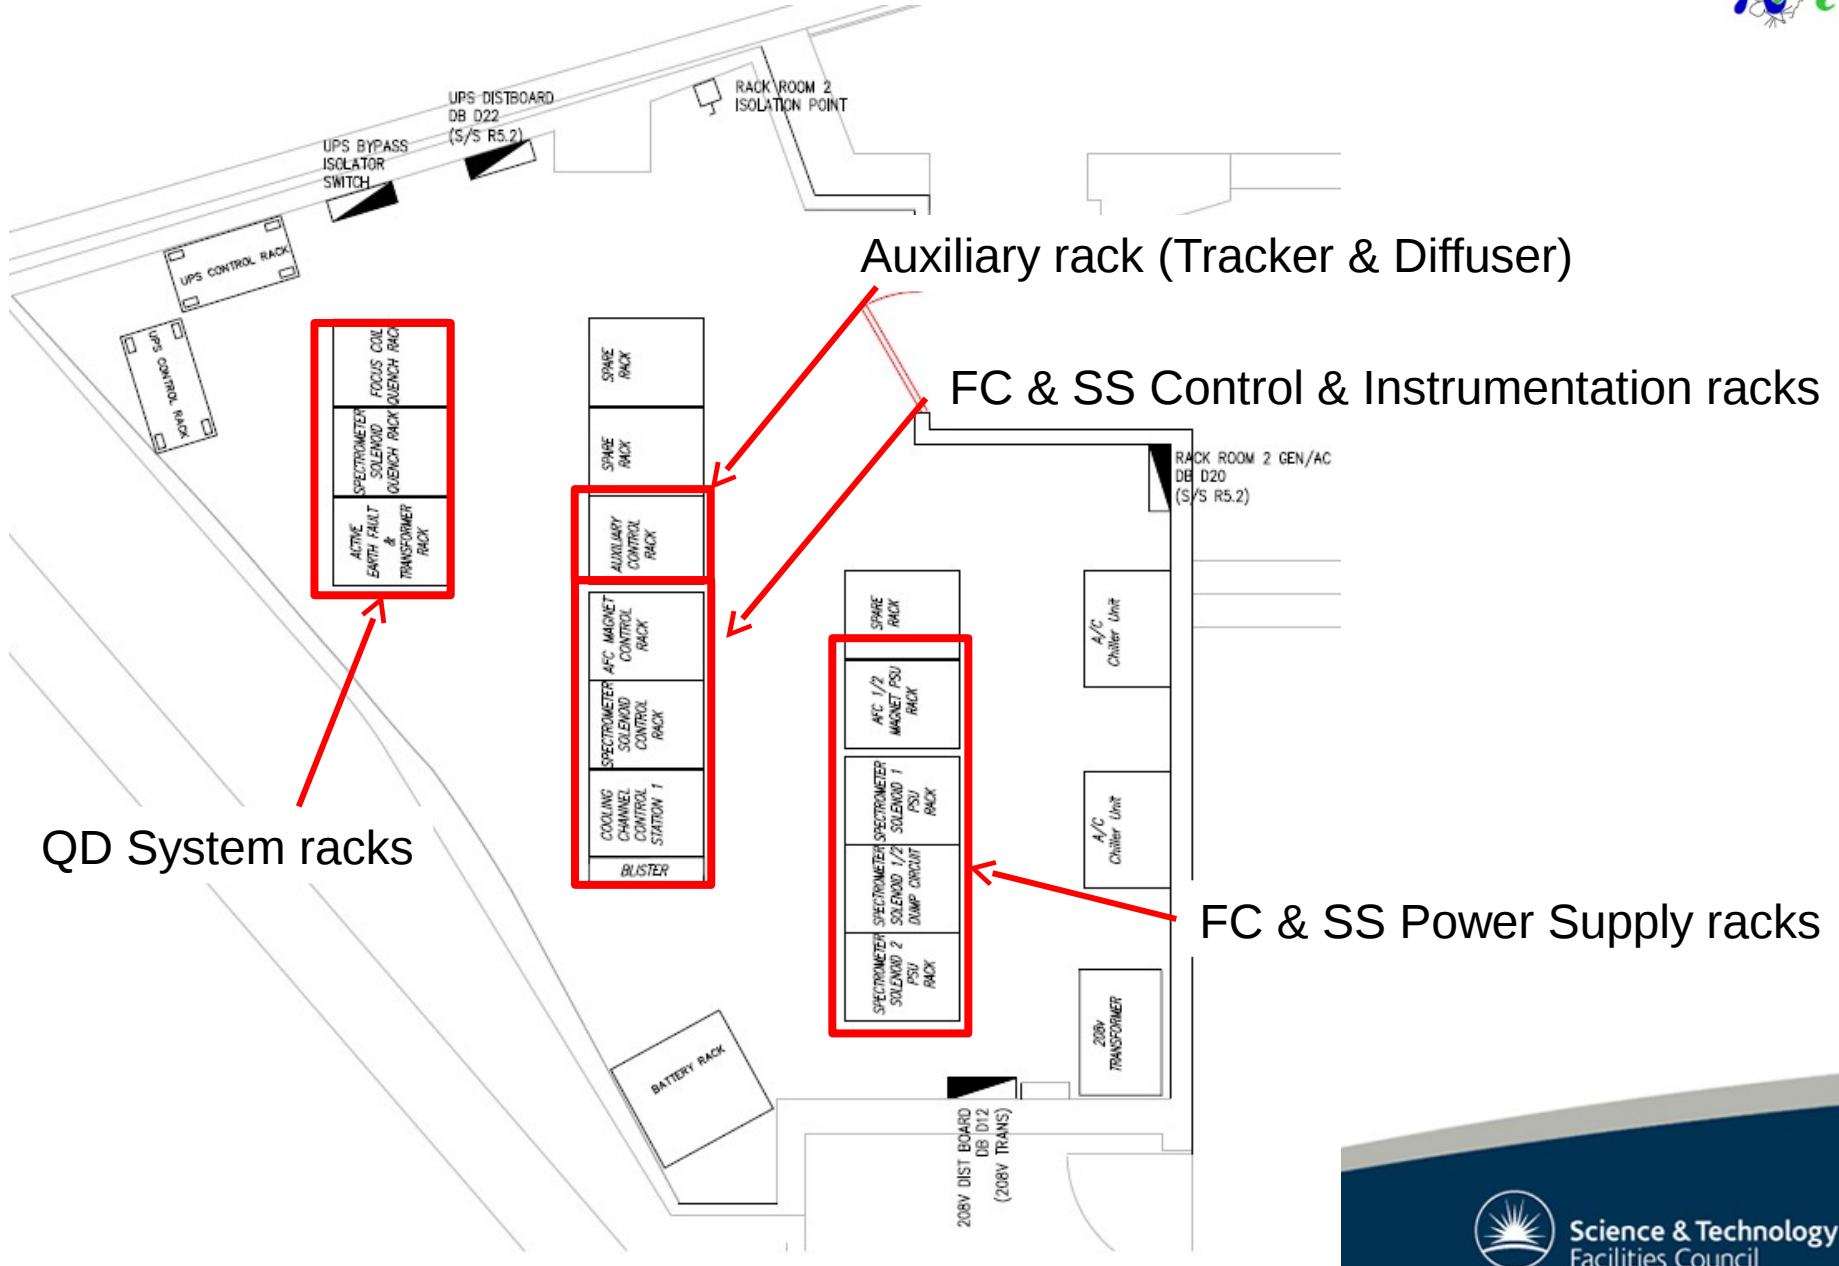 UPS DISTBOARD
DB D22
(S/S R5.2)
RACK ROOM 2
ISOLATION POINT
UPS BYPASS
ISOLATOR
SWITCH
UPS CONTROL RACK
UPS CONTROL RACK
Auxiliary rack (Tracker & Diffuser)
FC & SS Control & Instrumentation racks
FOCUS COIL
QUENCH RACK
SPECTROMETER
SOLENOID
QUENCH RACK
ACTIVE
EARTH FAULT
&
TRANSFORMER
RACK
SPARE
RACK
SPARE
RACK
AUXILIARY
CONTROL
RACK
AFC MAGNET
CONTROL
RACK
SPECTROMETER
SOLENOID
CONTROL
RACK
COOLING
CHANNEL
CONTROL
STATION 1
BLISTER
RACK ROOM 2 GEN/AC
DB D20
(S/S R5.2)
SPARE
RACK
AFC 1/2
MAGNET PSU
RACK
SPECTROMETER
SOLENOID 1
PSU
RACK
SPECTROMETER
SOLENOID 1/2
DUMP CIRCUIT
SPECTROMETER
SOLENOID 2
PSU
RACK
A/C
Chiller Unit
A/C
Chiller Unit
QD System racks
FC & SS Power Supply racks
208v
TRANSFORMER
BATTERY RACK
208V DIST BOARD
DB D12
(208V TRANS)
Science & Technology
Facilities Council